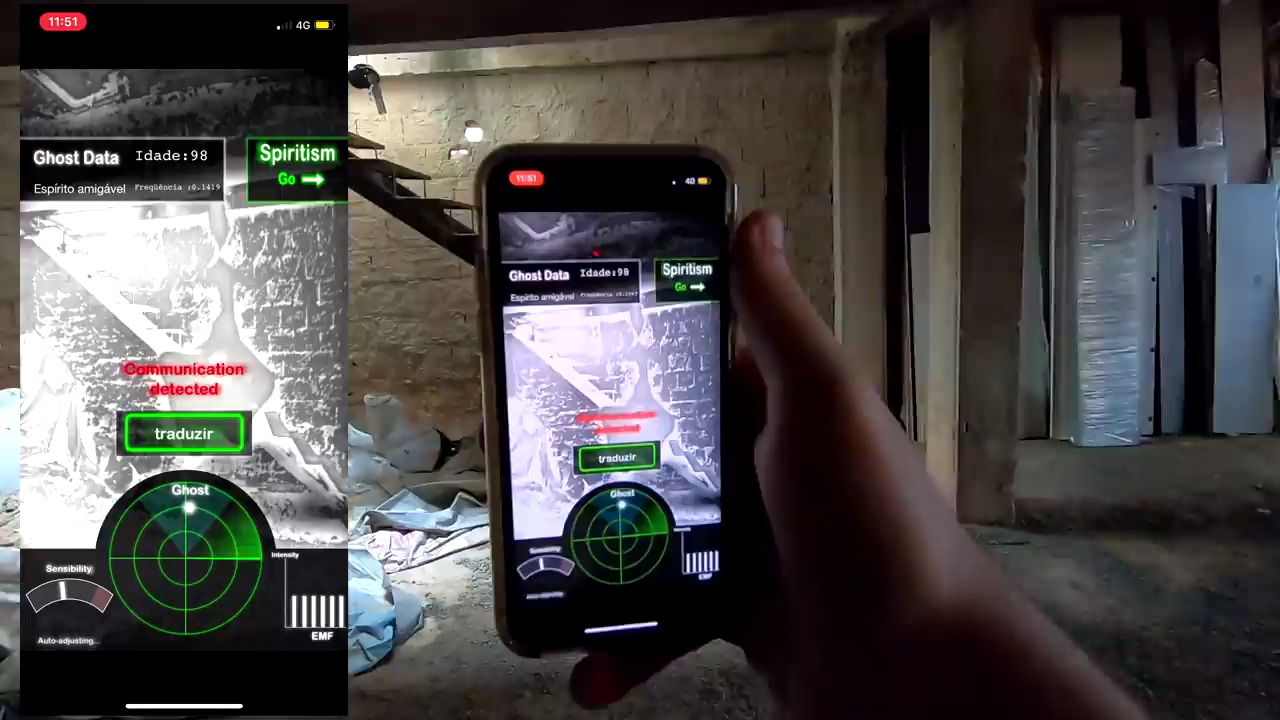 11:51
4G
Ghost Data Idade:98
Espírito amigável Freqüência :0.1419
Spiritism
Go
Communication
detected
traduzir
Ghost
Intensity
Sensibility
Auto-adjusting...
EMF
11:51
4G
Ghost Data Idade:98
Espírito amigável
Spiritism
Go
traduzir
Ghost
Sensibility
EMF